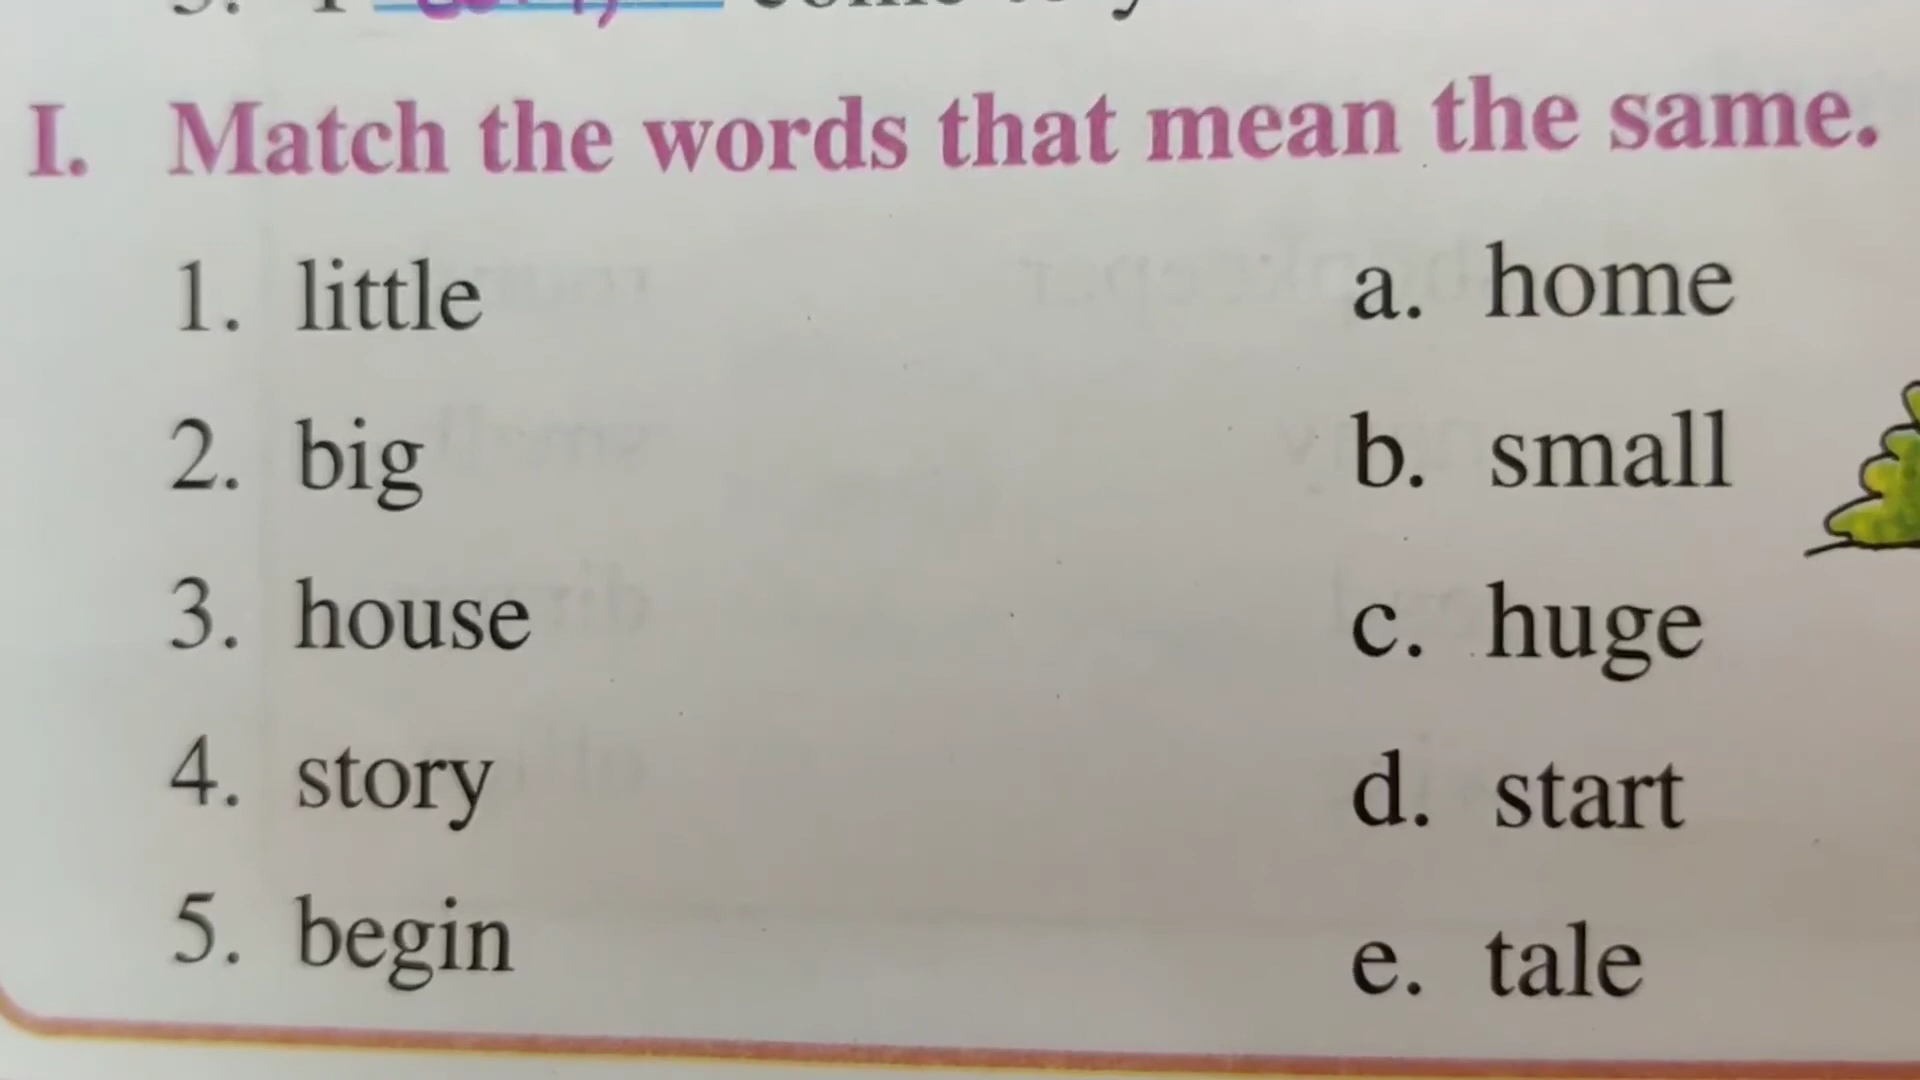 I. Match the words that mean the same.
1. little a. home
2. big b. small
3. house c. huge
4. story d. start
5. begin e. tale